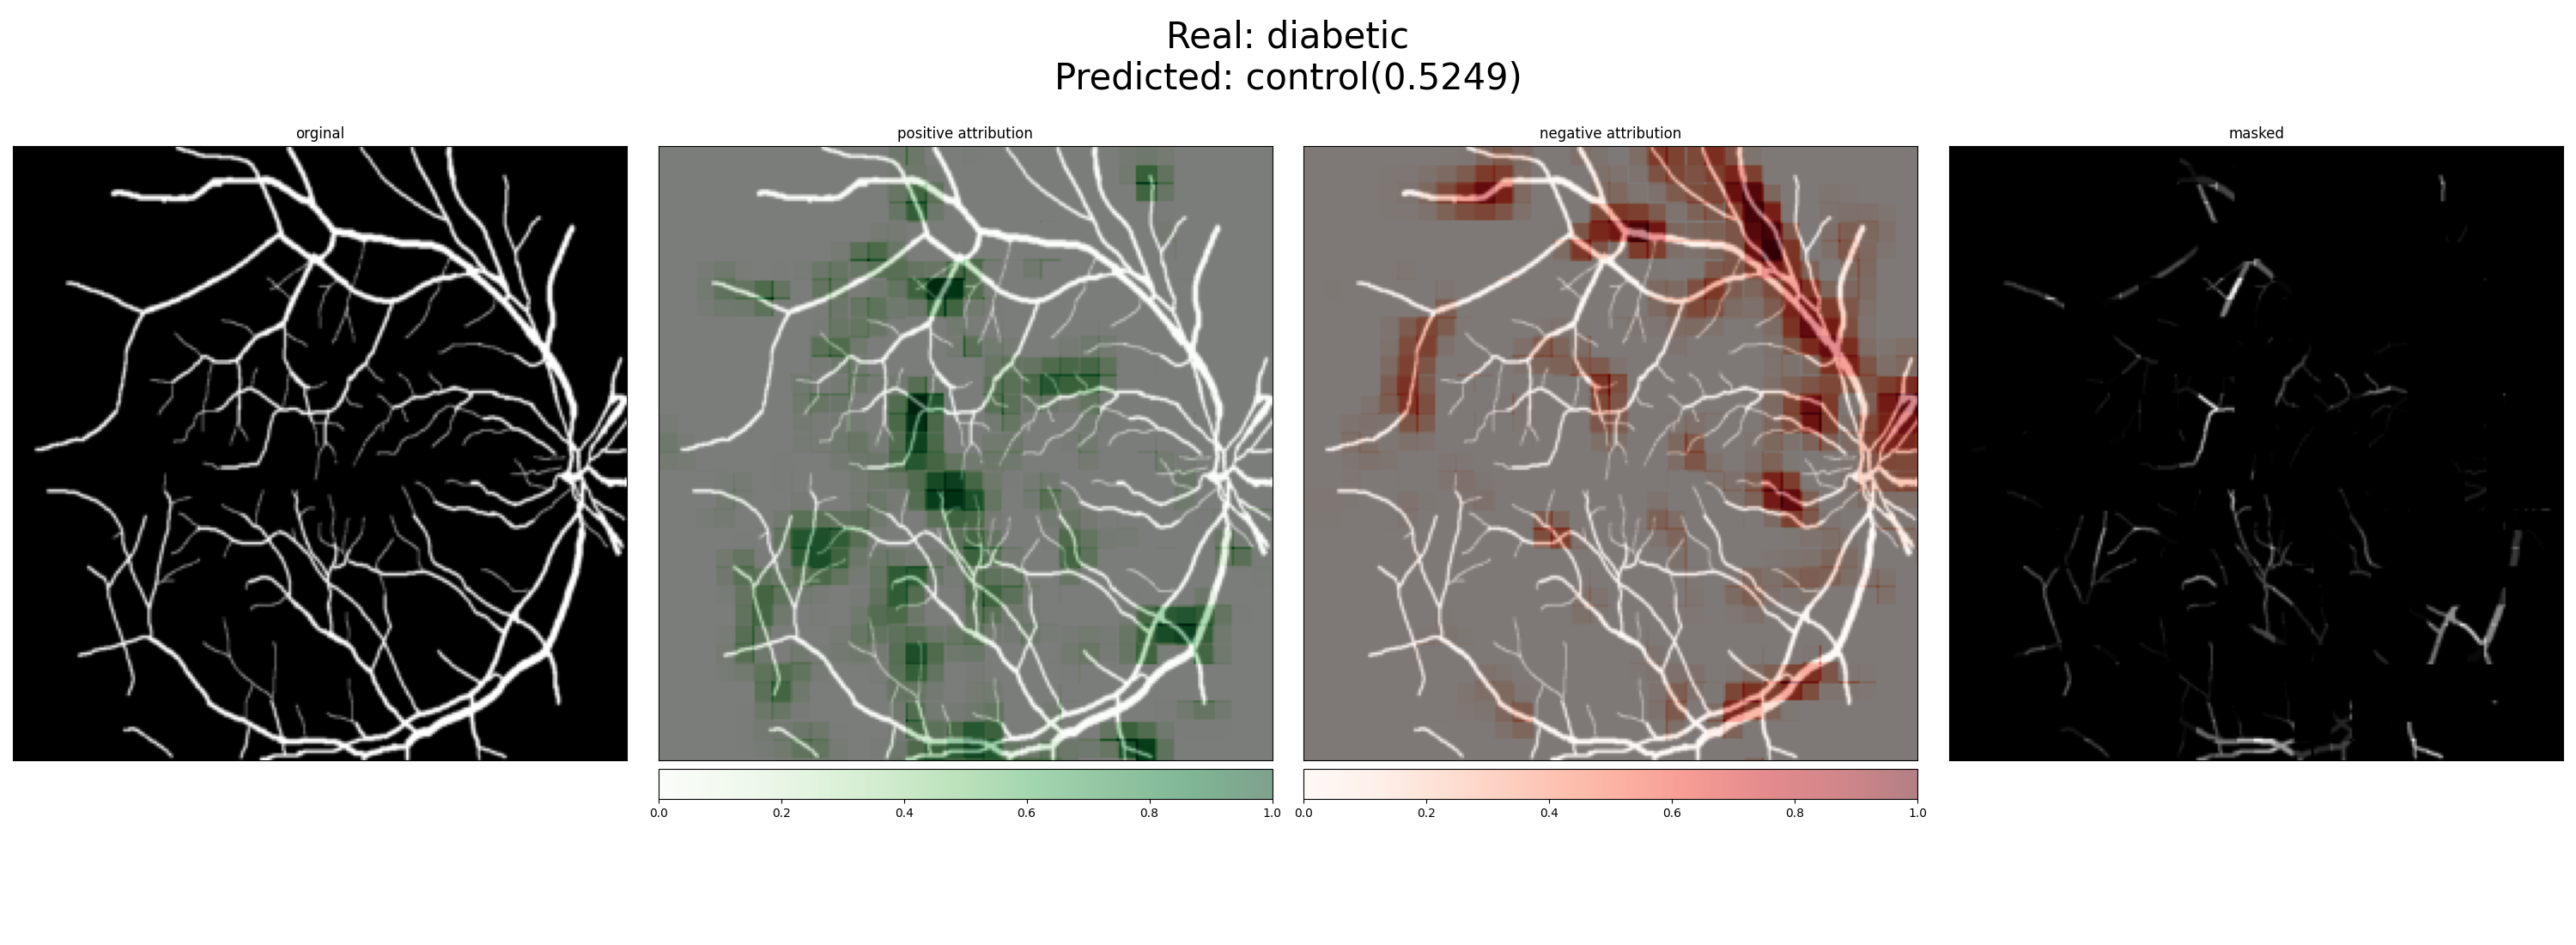 Real: diabetic
Predicted: control(0.5249)
orginal
positive attribution
negative attribution
masked
0.0 0.2 0.4 0.6 0.8 1.0
0.0 0.2 0.4 0.6 0.8 1.0